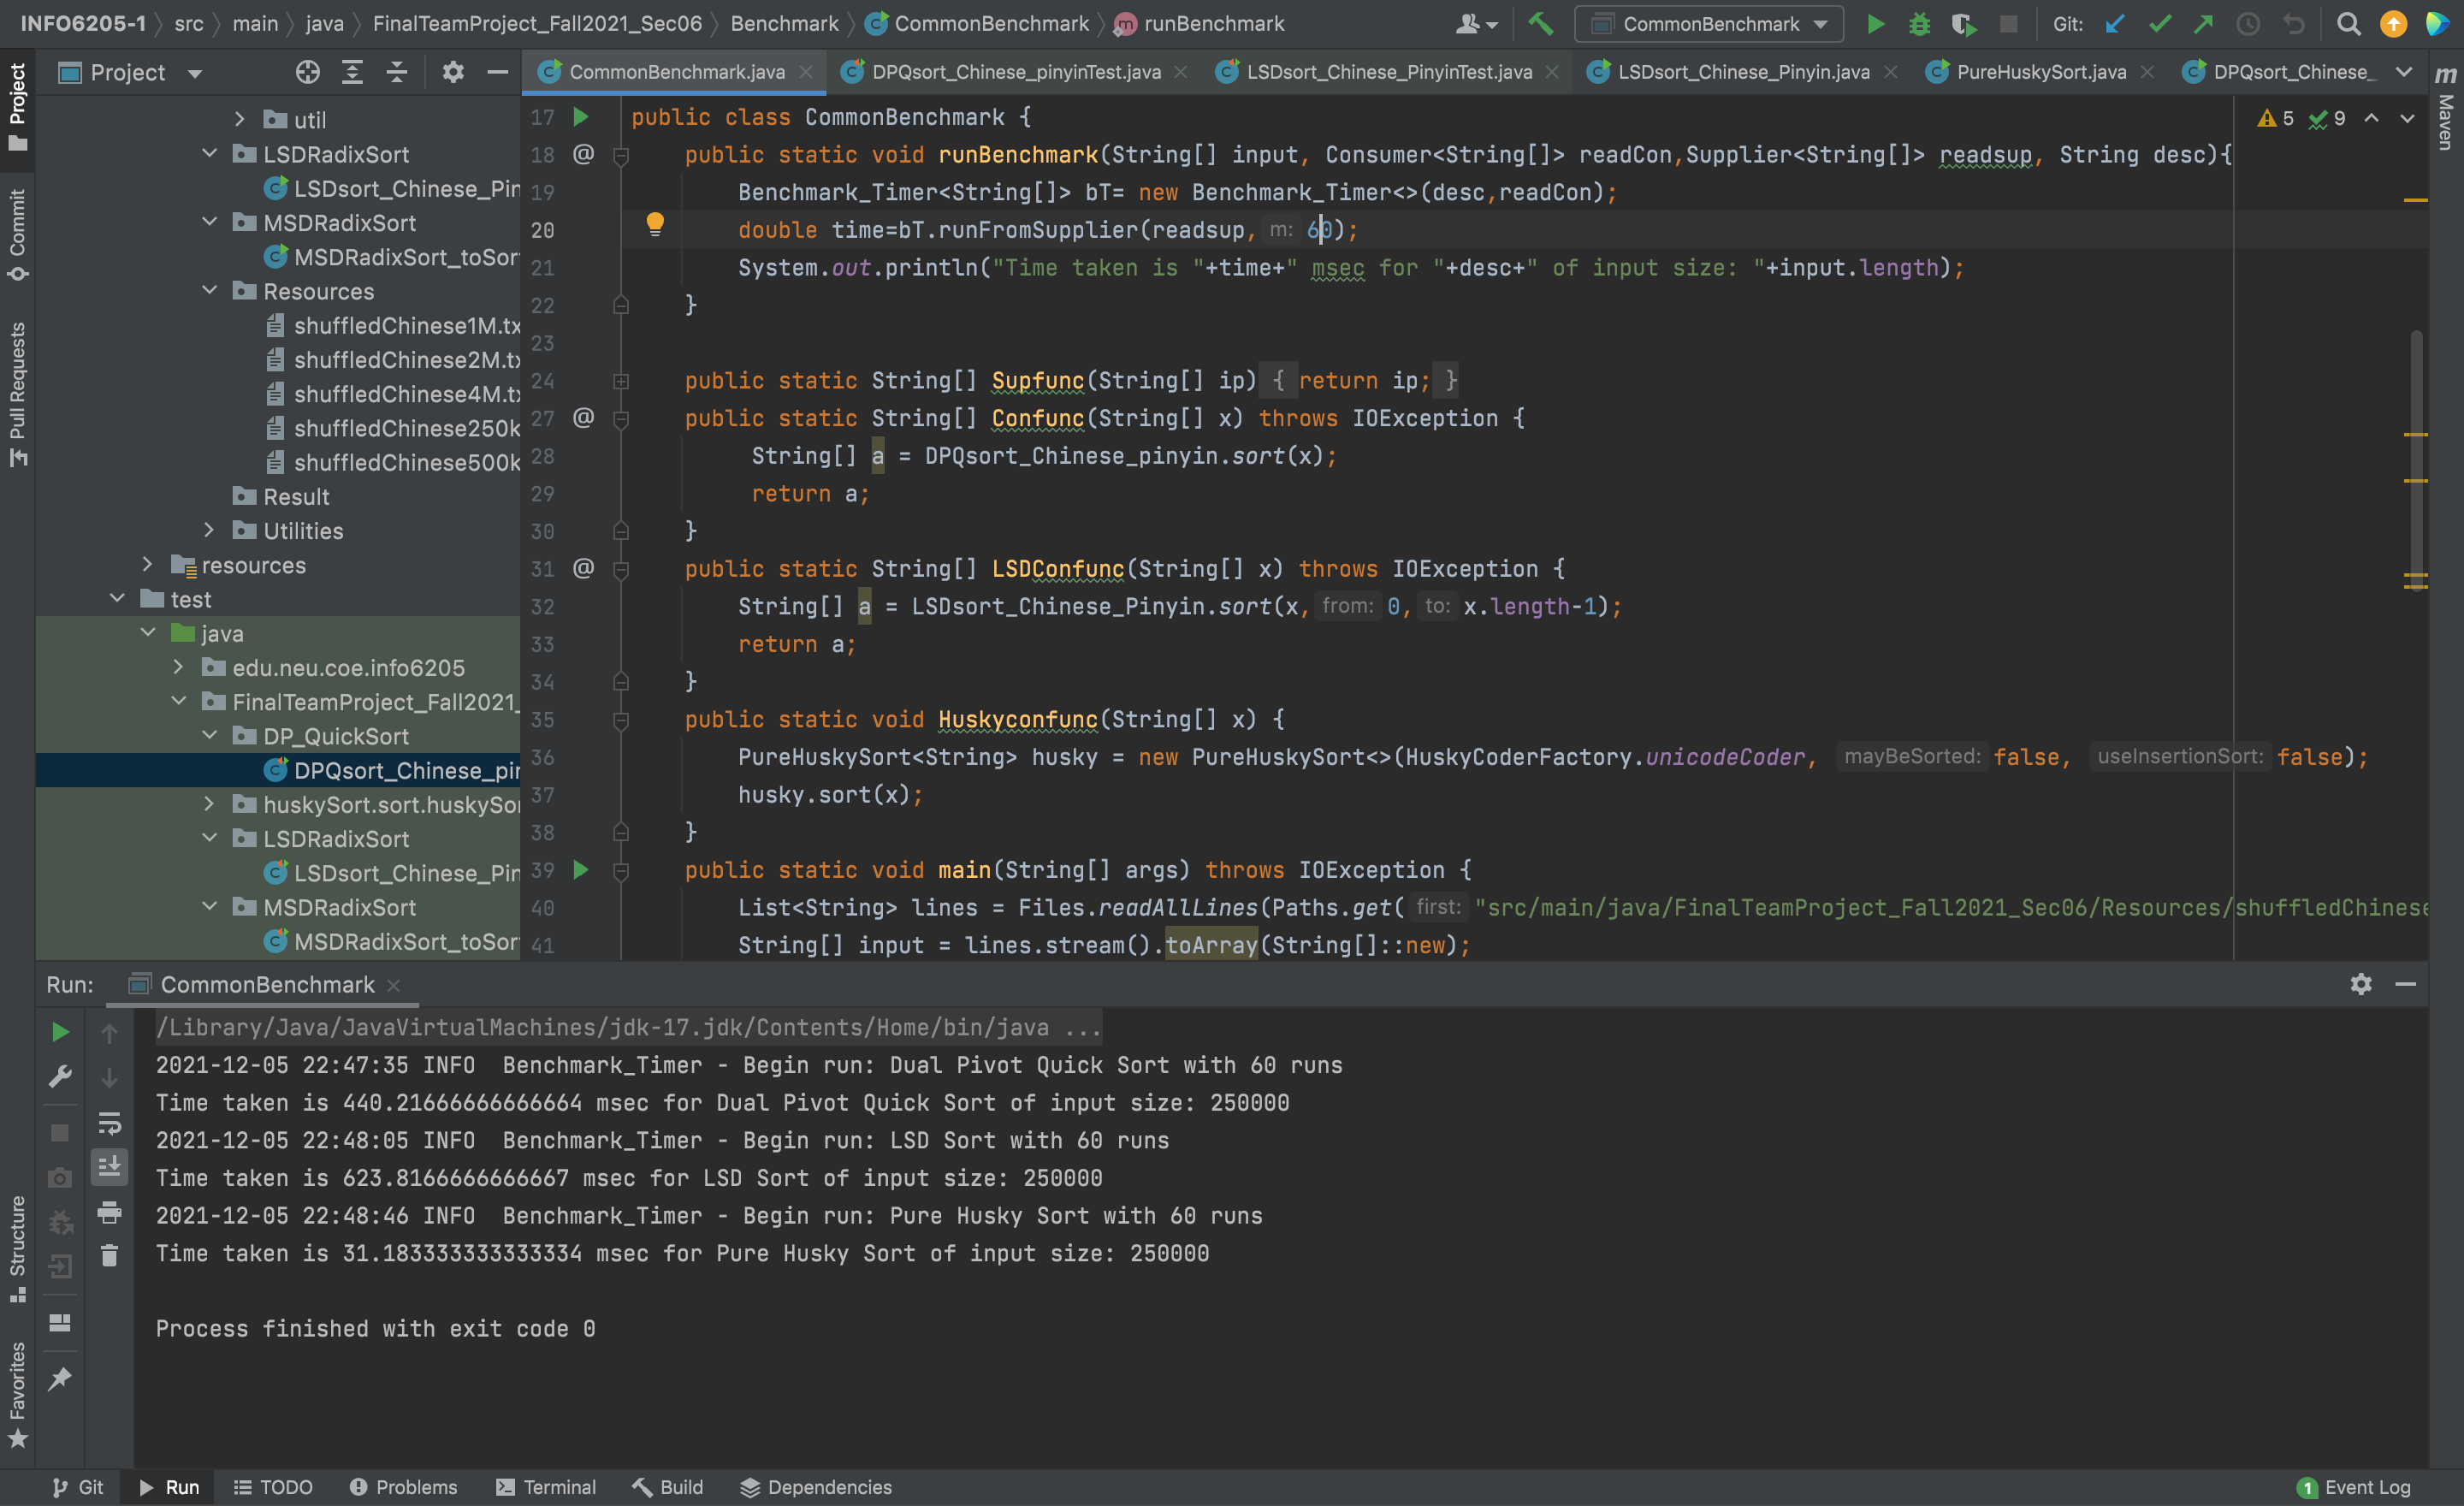 INFO6205-1 src main java FinalTeamProject_Fall2021_Sec06 Benchmark CommonBenchmark runBenchmark
CommonBenchmark
Git:
Project
CommonBenchmark.java
DPQsort_Chinese_pinyinTest.java
LSDsort_Chinese_PinyinTest.java
LSDsort_Chinese_Pinyin.java
PureHuskySort.java
DPQsort_Chinese_
Project
Commit
Pull Requests
Structure
Favorites
Maven
util
LSDRadixSort
LSDsort_Chinese_Pin
MSDRadixSort
MSDRadixSort_toSor
Resources
shuffledChinese1M.tx
shuffledChinese2M.tx
shuffledChinese4M.tx
shuffledChinese250k
shuffledChinese500k
Result
Utilities
resources
test
java
edu.neu.coe.info6205
FinalTeamProject_Fall2021_
DP_QuickSort
DPQsort_Chinese_pin
huskySort.sort.huskySor
LSDRadixSort
LSDsort_Chinese_Pin
MSDRadixSort
MSDRadixSort_toSor
5 9
17 public class CommonBenchmark {
18 @ public static void runBenchmark(String[] input, Consumer<String[]> readCon,Supplier<String[]> readsup, String desc){
19 Benchmark_Timer<String[]> bT= new Benchmark_Timer<>(desc,readCon);
20 double time=bT.runFromSupplier(readsup, m: 60);
21 System.out.println("Time taken is "+time+" msec for "+desc+" of input size: "+input.length);
22 }
23
24 public static String[] Supfunc(String[] ip) { return ip; }
27 @ public static String[] Confunc(String[] x) throws IOException {
28 String[] a = DPQsort_Chinese_pinyin.sort(x);
29 return a;
30 }
31 @ public static String[] LSDConfunc(String[] x) throws IOException {
32 String[] a = LSDsort_Chinese_Pinyin.sort(x, from: 0, to: x.length-1);
33 return a;
34 }
35 public static void Huskyconfunc(String[] x) {
36 PureHuskySort<String> husky = new PureHuskySort<>(HuskyCoderFactory.unicodeCoder, mayBeSorted: false, useInsertionSort: false);
37 husky.sort(x);
38 }
39 public static void main(String[] args) throws IOException {
40 List<String> lines = Files.readAllLines(Paths.get( first: "src/main/java/FinalTeamProject_Fall2021_Sec06/Resources/shuffledChinese
41 String[] input = lines.stream().toArray(String[]::new);
Run: CommonBenchmark
/Library/Java/JavaVirtualMachines/jdk-17.jdk/Contents/Home/bin/java ...
2021-12-05 22:47:35 INFO Benchmark_Timer - Begin run: Dual Pivot Quick Sort with 60 runs
Time taken is 440.21666666666664 msec for Dual Pivot Quick Sort of input size: 250000
2021-12-05 22:48:05 INFO Benchmark_Timer - Begin run: LSD Sort with 60 runs
Time taken is 623.8166666666667 msec for LSD Sort of input size: 250000
2021-12-05 22:48:46 INFO Benchmark_Timer - Begin run: Pure Husky Sort with 60 runs
Time taken is 31.183333333333334 msec for Pure Husky Sort of input size: 250000
Process finished with exit code 0
Git Run TODO Problems Terminal Build Dependencies
1 Event Log